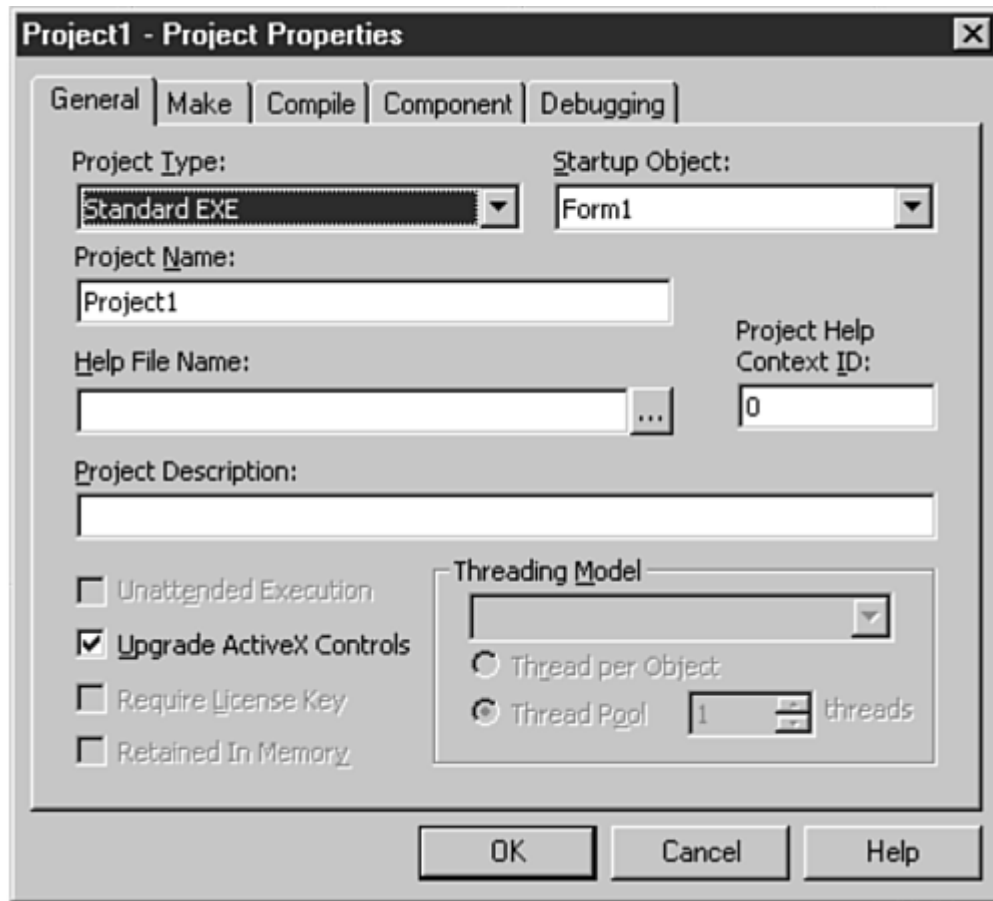 Project1 - Project Properties
General Make Compile Component Debugging
Project Type: Startup Object:
Standard EXE Form1
Project Name:
Project1
Project Help
Help File Name: Context ID:
... 0
Project Description:
Unattended Execution Threading Model
Upgrade ActiveX Controls
Require License Key Thread per Object
Retained In Memory Thread Pool 1 threads
OK Cancel Help